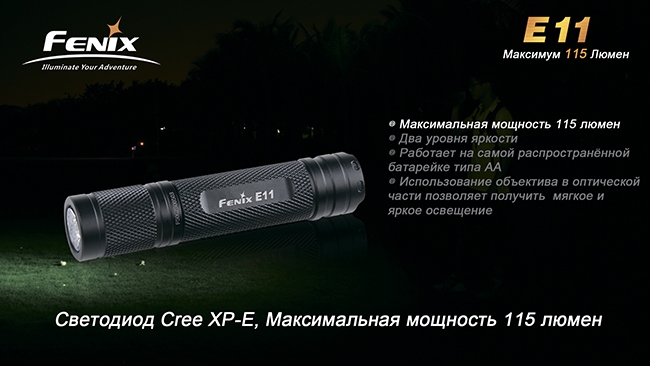 FENIX
Illuminate Your Adventure
E11
Максимум 115 Люмен
Максимальная мощность 115 люмен
Два уровня яркости
Работает на самой распространённой
батарейке типа АА
Использование объектива в оптической
части позволяет получить мягкое и
яркое освещение
FENIX E11
Светодиод Cree XP-E, Максимальная мощность 115 люмен